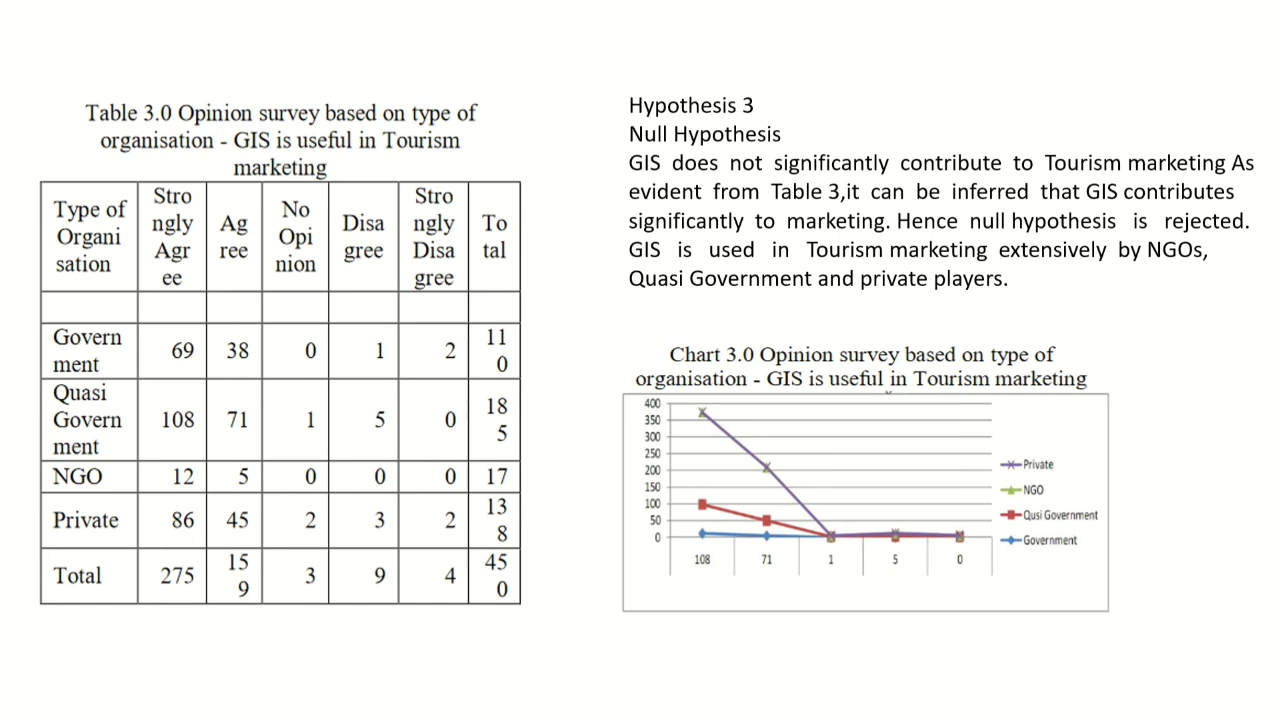 Table 3.0 Opinion survey based on type of
organisation - GIS is useful in Tourism
marketing
Type of Organi sation | Stro ngly Agr ee | Ag ree | No Opi nion | Disa gree | Stro ngly Disa gree | To tal
Govern ment | 69 | 38 | 0 | 1 | 2 | 11 0
Quasi Govern ment | 108 | 71 | 1 | 5 | 0 | 18 5
NGO | 12 | 5 | 0 | 0 | 0 | 17
Private | 86 | 45 | 2 | 3 | 2 | 13 8
Total | 275 | 15 9 | 3 | 9 | 4 | 45 0
Hypothesis 3
Null Hypothesis
GIS does not significantly contribute to Tourism marketing As
evident from Table 3,it can be inferred that GIS contributes
significantly to marketing. Hence null hypothesis is rejected.
GIS is used in Tourism marketing extensively by NGOs,
Quasi Government and private players.
Chart 3.0 Opinion survey based on type of
organisation - GIS is useful in Tourism marketing
400
350
300
250
200
150
100
50
0
108 71 1 5 0
Private
NGO
Qusi Government
Government